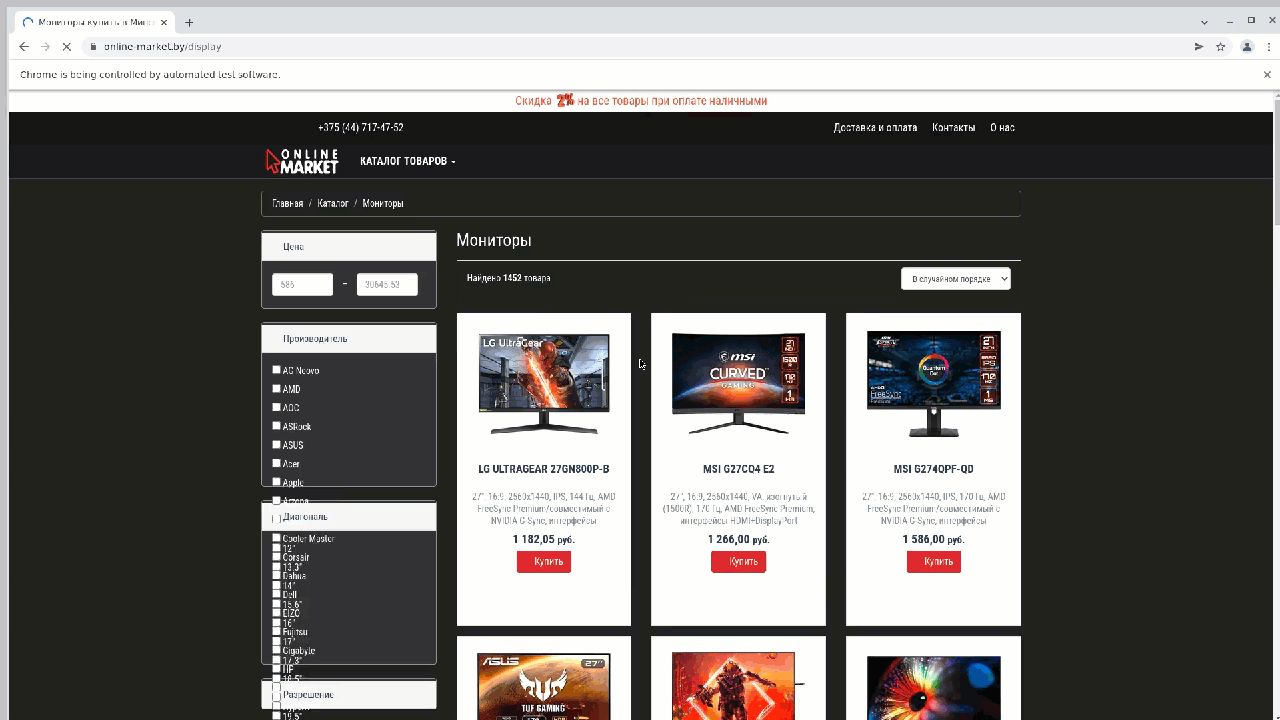 Мониторы купить в Минс
online-market.by/display
Chrome is being controlled by automated test software.
Скидка 2% на все товары при оплате наличными
+375 (44) 717-47-52
Доставка и оплата
Контакты
О нас
ONLINE
MARKET
КАТАЛОГ ТОВАРОВ
Главная / Каталог / Мониторы
Цена
586 – 30645.53
Производитель
AG Neovo
AMD
AOC
ASRock
ASUS
Acer
Apple
Arzopa
Диагональ
Cooler Master
12"
Corsair
13.3"
Dahua
14"
Dell
15.6"
EIZO
16"
Fujitsu
17"
Gigabyte
17.3"
HP
18.5"
Разрешение
19.5"
Мониторы
Найдено 1452 товара
В случайном порядке
LG UltraGear
LG ULTRAGEAR 27GN800P-B
27", 16:9, 2560x1440, IPS, 144 Гц, AMD
FreeSync Premium/совместимый с
NVIDIA G-Sync, интерфейсы
1 182,05 руб.
Купить
msi
CURVED
GAMING
MSI G27CQ4 E2
27", 16:9, 2560x1440, VA, изогнутый
(1500R), 170 Гц, AMD FreeSync Premium,
интерфейсы HDMI+DisplayPort
1 266,00 руб.
Купить
Quantum
Dot
MSI G274QPF-QD
27", 16:9, 2560x1440, IPS, 170 Гц, AMD
FreeSync Premium/совместимый с
NVIDIA G-Sync, интерфейсы
1 586,00 руб.
Купить
ASUS
27"
TUF GAMING